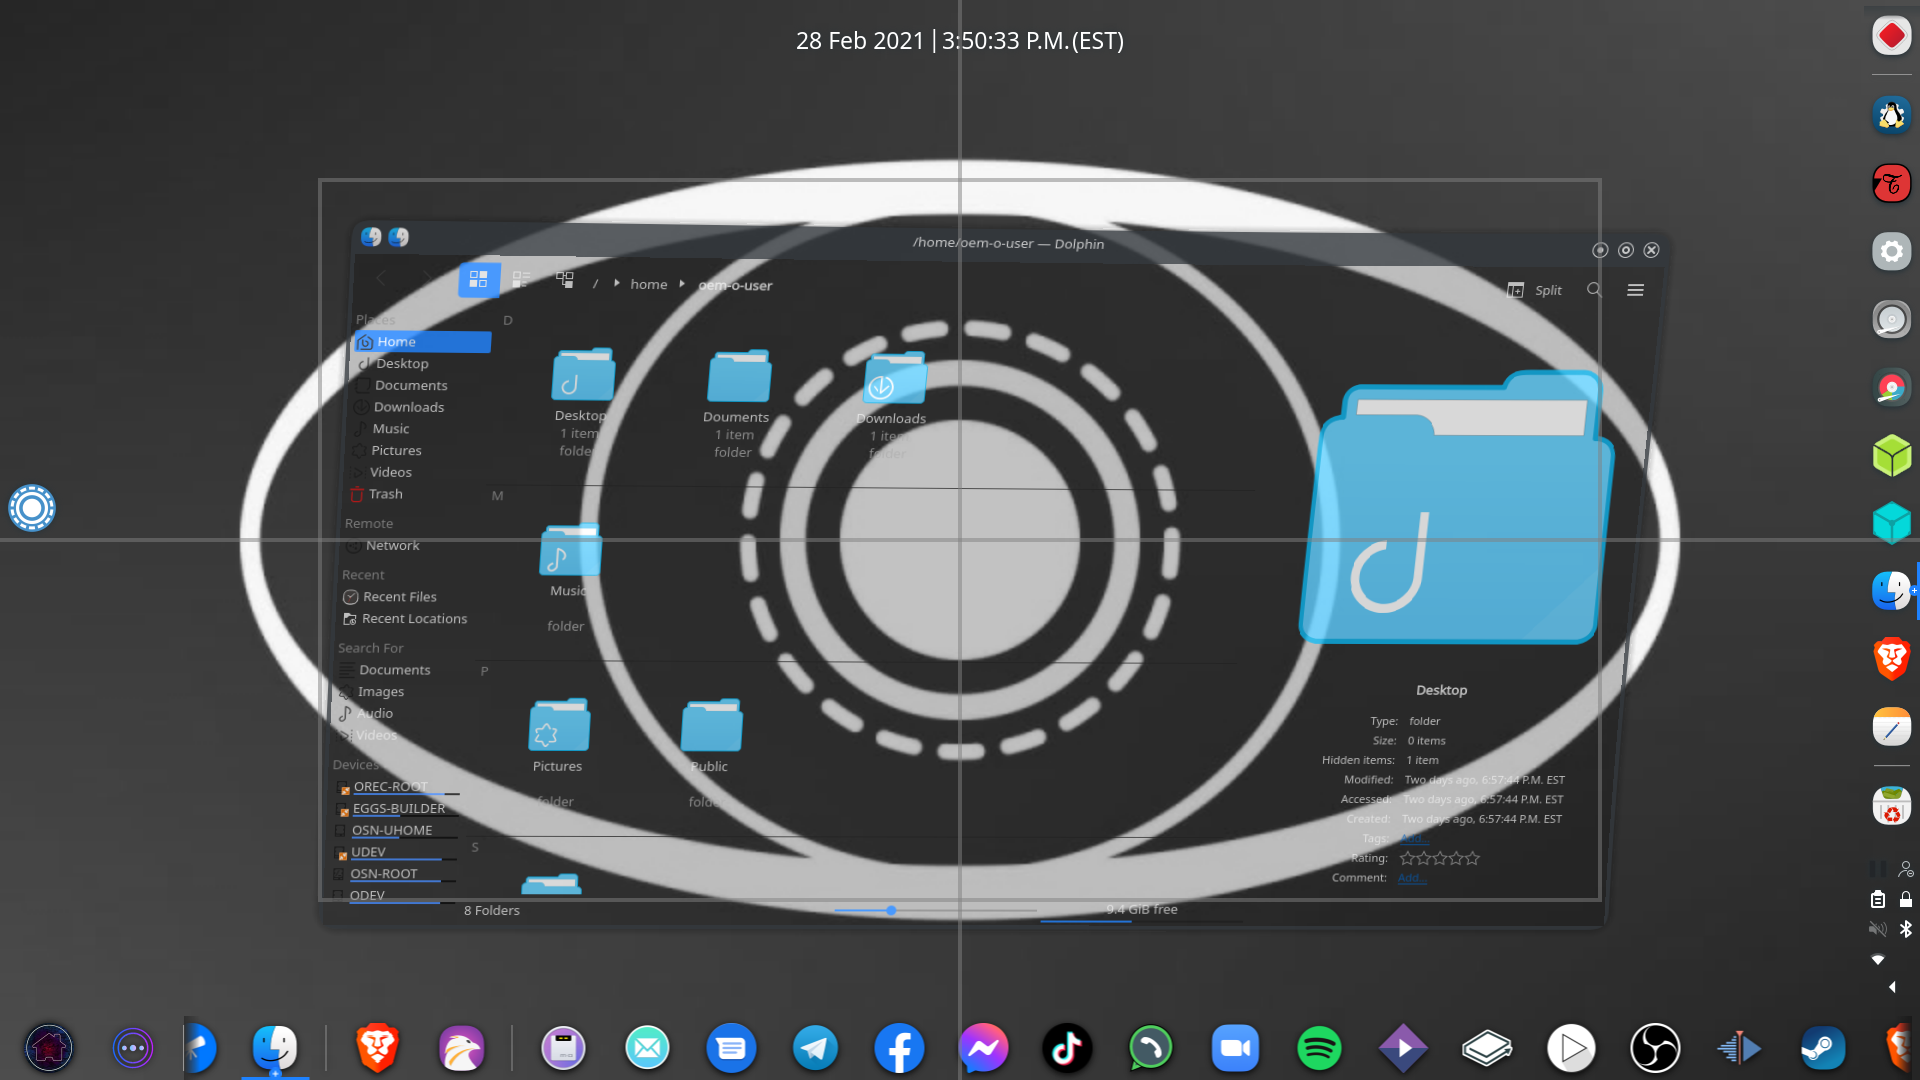 28 Feb 2021 | 3:50:33 P.M. (EST)
/home/oem-o-user — Dolphin
/ home oem-o-user
Split
Places
Home
Desktop
Documents
Downloads
Music
Pictures
Videos
Trash
Remote
Network
Recent
Recent Files
Recent Locations
Search For
Documents
Images
Audio
Videos
Devices
OREC-ROOT
EGGS-BUILDER
OSN-UHOME
UDEV
OSN-ROOT
ODEV
D
Desktop
1 item
folder
Douments
1 item
folder
Downloads
1 item
folder
M
Music
folder
P
Pictures
folder
Public
folder
S
8 Folders
9.4 GiB free
Desktop
Type: folder
Size: 0 items
Hidden items: 1 item
Modified: Two days ago, 6:57:44 P.M. EST
Accessed: Two days ago, 6:57:44 P.M. EST
Created: Two days ago, 6:57:44 P.M. EST
Tags: Add...
Rating:
Comment: Add...